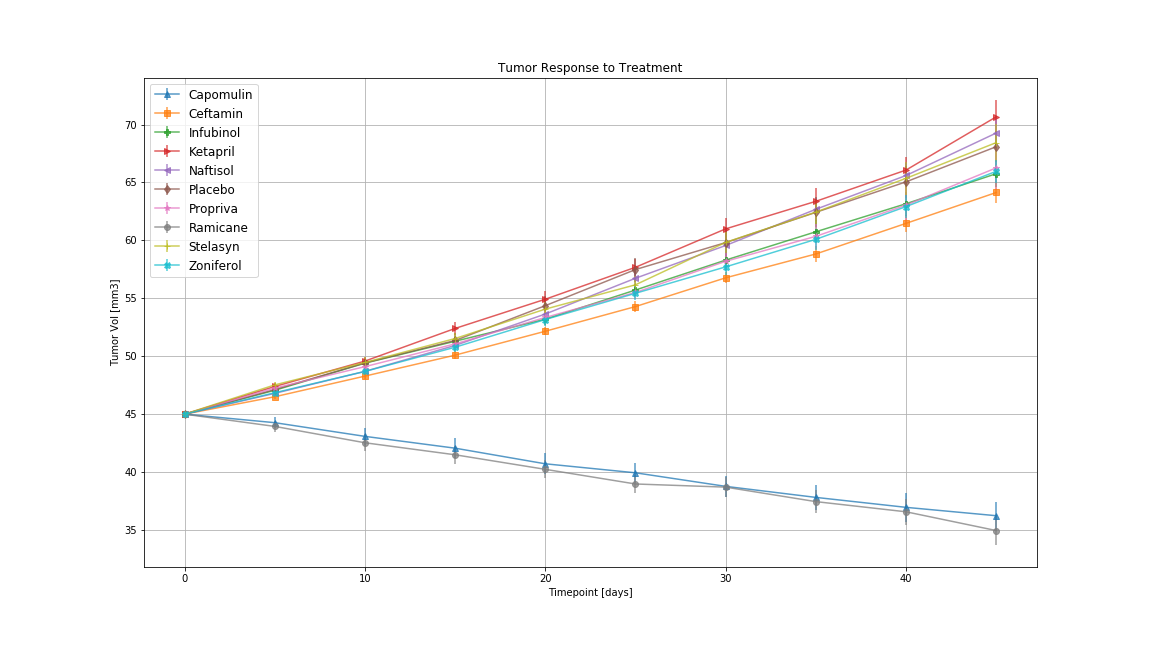 Tumor Response to Treatment
Capomulin
Ceftamin
Infubinol
Ketapril
Naftisol
Placebo
Propriva
Ramicane
Stelasyn
Zoniferol
70
65
60
55
50
45
40
35
Tumor Vol [mm3]
0 10 20 30 40
Timepoint [days]